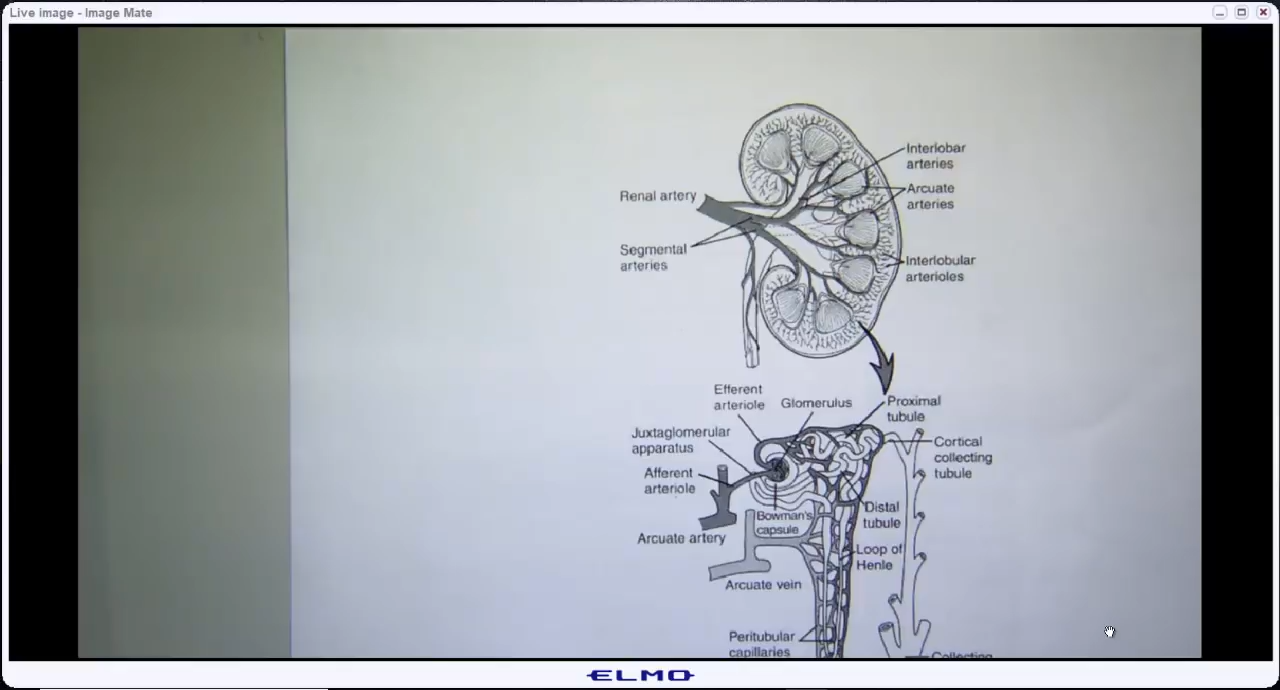 Live image - Image Mate
Interlobar
arteries
Renal artery
Arcuate
arteries
Segmental
arteries
Interlobular
arterioles
Efferent
arteriole
Glomerulus
Proximal
tubule
Juxtaglomerular
apparatus
Cortical
collecting
tubule
Afferent
arteriole
Distal
tubule
Bowman's
capsule
Arcuate artery
Loop of
Henle
Arcuate vein
Peritubular
capillaries
Collecting
ELMO